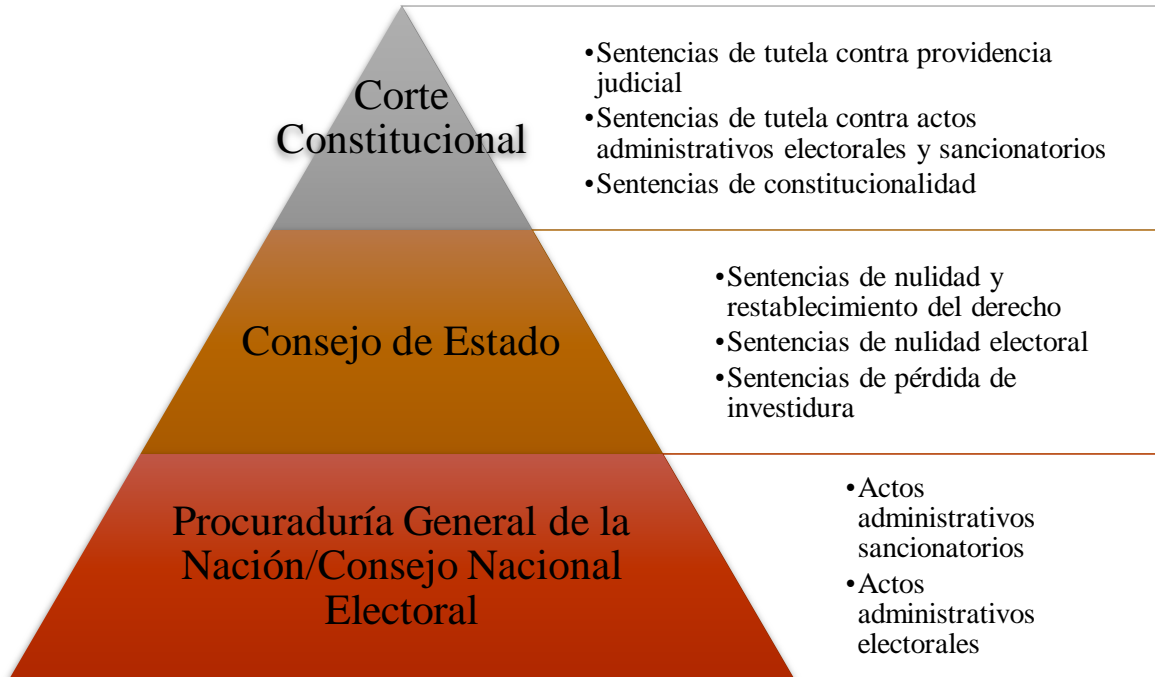 Corte
Constitucional
•Sentencias de tutela contra providencia
judicial
•Sentencias de tutela contra actos
administrativos electorales y sancionatorios
•Sentencias de constitucionalidad
Consejo de Estado
•Sentencias de nulidad y
restablecimiento del derecho
•Sentencias de nulidad electoral
•Sentencias de pérdida de
investidura
Procuraduría General de la
Nación/Consejo Nacional
Electoral
•Actos
administrativos
sancionatorios
•Actos
administrativos
electorales